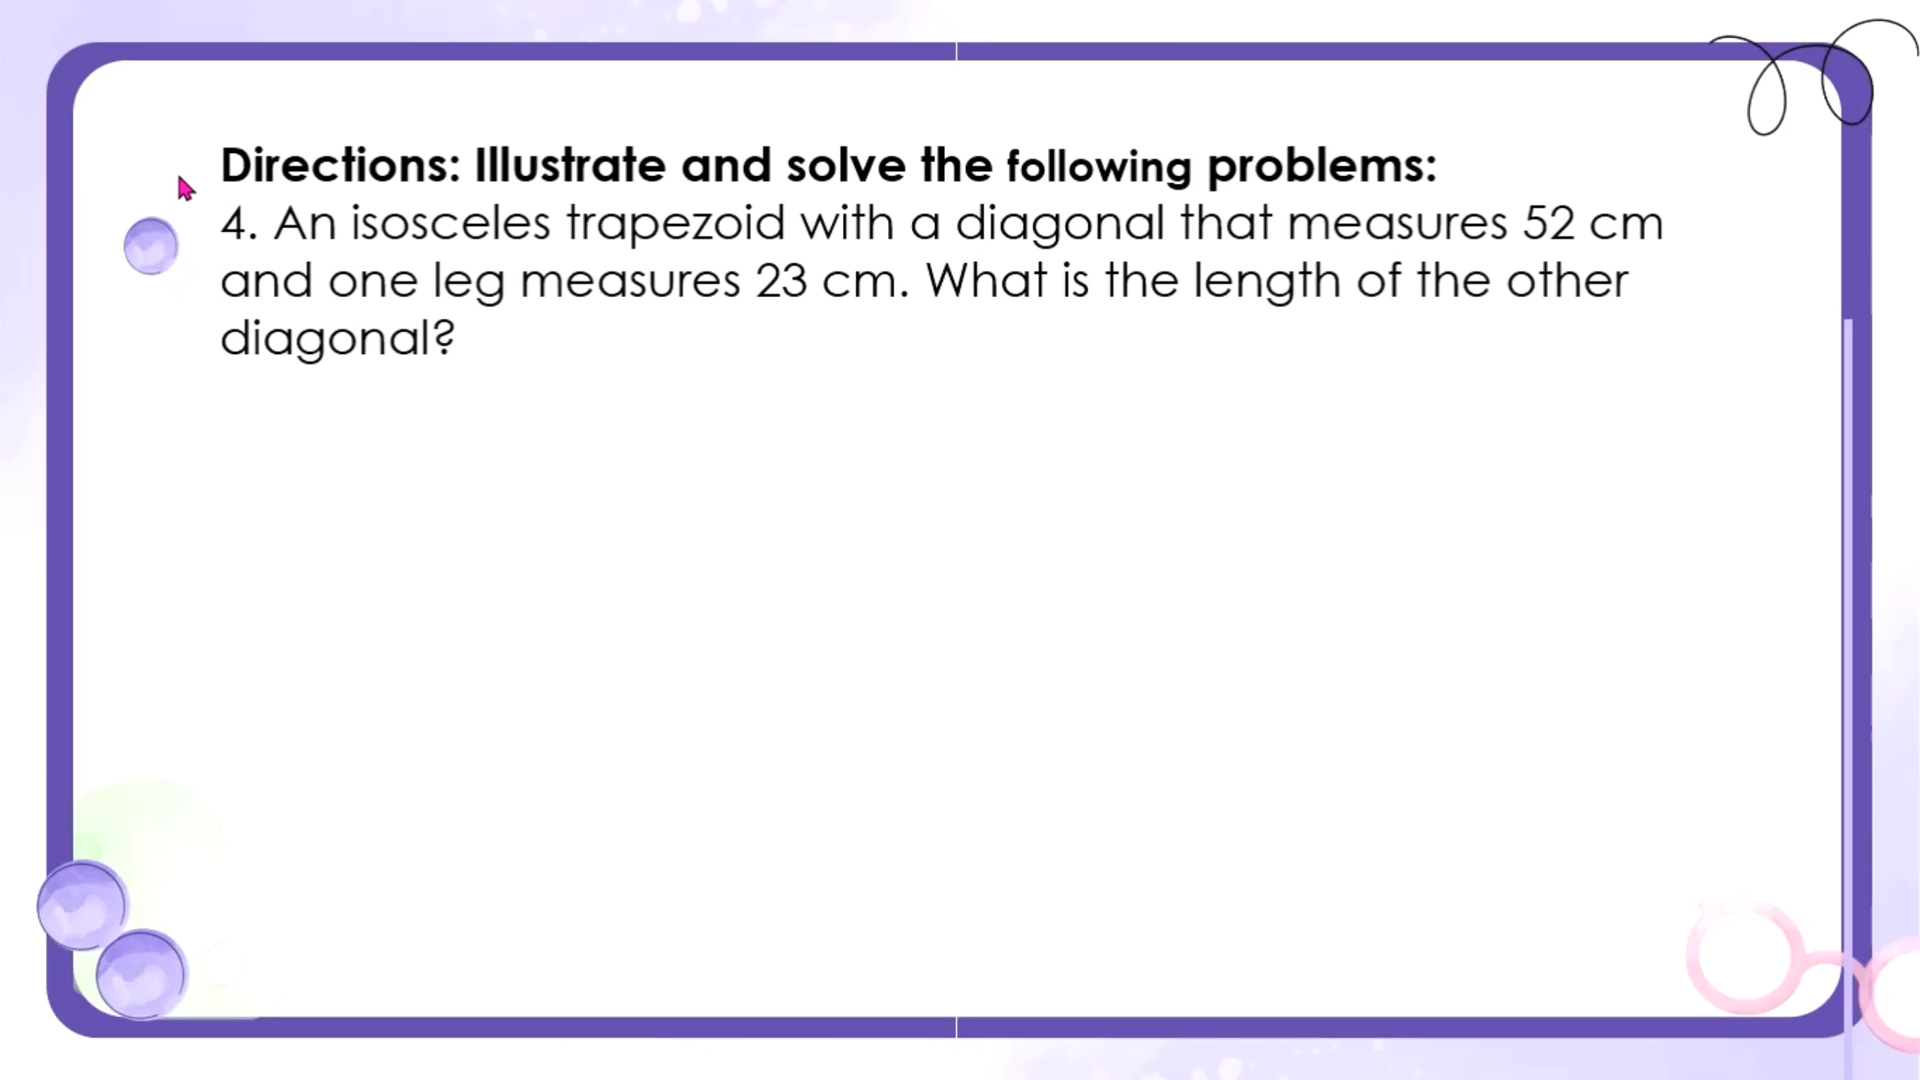 Directions: Illustrate and solve the following problems:
4. An isosceles trapezoid with a diagonal that measures 52 cm
and one leg measures 23 cm. What is the length of the other
diagonal?